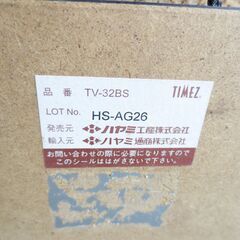 品番 TV-32BS TIMEZ
LOT No. HS-AG26
発売元 ハヤミ工産株式会社
輸入元 ハヤミ通商株式会社
お問い合わせの際に必要になりますので
このシールははがさないで下さい。